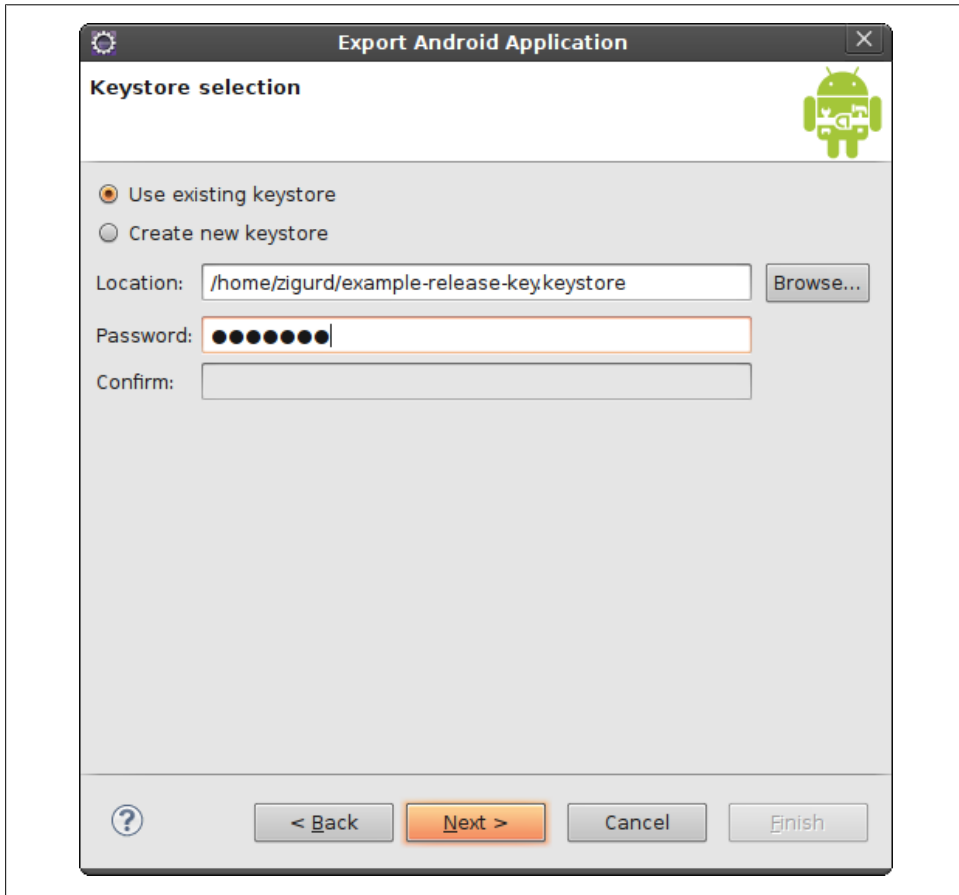 Export Android Application
Keystore selection
Use existing keystore
Create new keystore
Location: /home/zigurd/example-release-key.keystore Browse...
Password: ●●●●●●●
Confirm:
? < Back Next > Cancel Finish